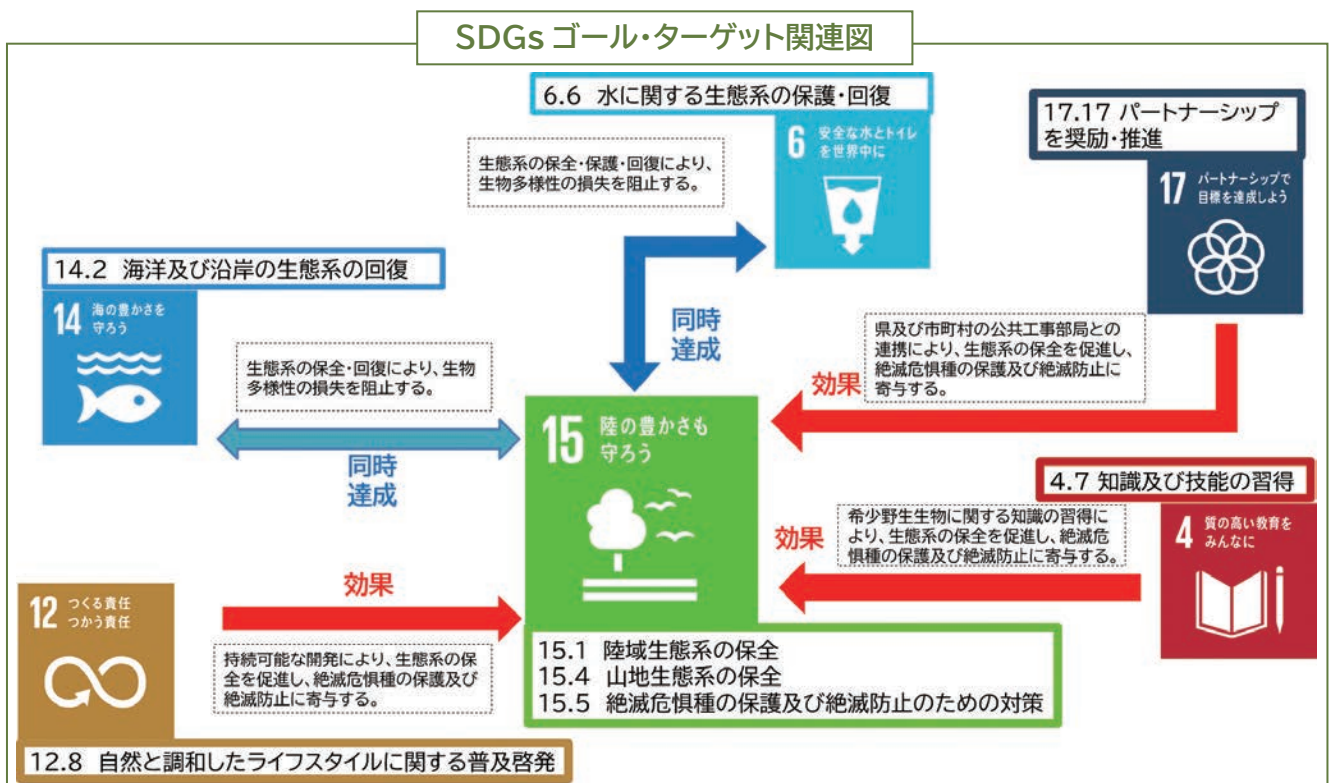 SDGs ゴール・ターゲット関連図
6.6 水に関する生態系の保護・回復
6 安全な水とトイレ
を世界中に
生態系の保全・保護・回復により、
生物多様性の損失を阻止する。
17.17 パートナーシップ
を奨励・推進
17 パートナーシップで
目標を達成しよう
14.2 海洋及び沿岸の生態系の回復
14 海の豊かさを
守ろう
生態系の保全・回復により、生物
多様性の損失を阻止する。
同時
達成
同時
達成
県及び市町村の公共工事部局との
連携により、生態系の保全を促進し、
絶滅危惧種の保護及び絶滅防止に
寄与する。
効果
15 陸の豊かさも
守ろう
4.7 知識及び技能の習得
4 質の高い教育を
みんなに
希少野生生物に関する知識の習得に
より、生態系の保全を促進し、絶滅危
惧種の保護及び絶滅防止に寄与する。
効果
12 つくる責任
つかう責任
効果
持続可能な開発により、生態系の保
全を促進し、絶滅危惧種の保護及び
絶滅防止に寄与する。
15.1 陸域生態系の保全
15.4 山地生態系の保全
15.5 絶滅危惧種の保護及び絶滅防止のための対策
12.8 自然と調和したライフスタイルに関する普及啓発